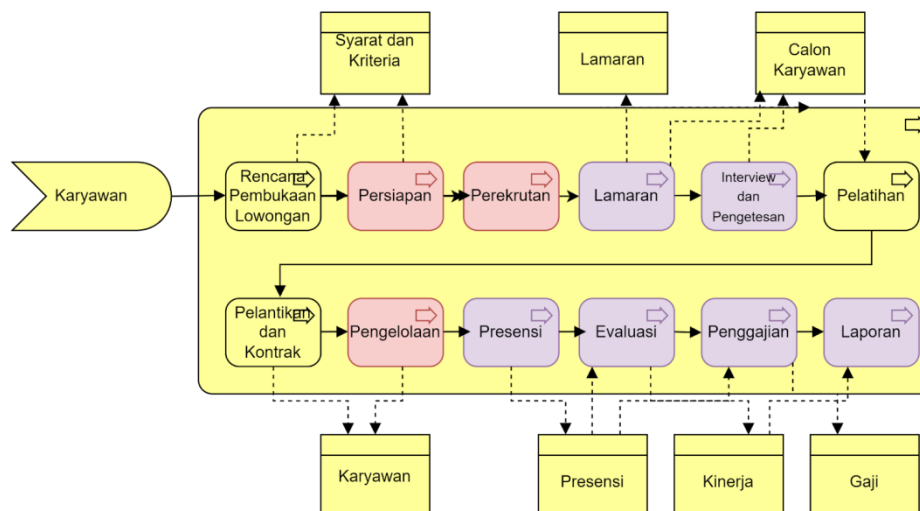 Syarat dan
Kriteria
Lamaran
Calon
Karyawan
Karyawan
Rencana
Pembukaan
Lowongan
Persiapan
Perekrutan
Lamaran
Interview
dan
Pengetesan
Pelatihan
Pelantikan
dan
Kontrak
Pengelolaan
Presensi
Evaluasi
Penggajian
Laporan
Karyawan
Presensi
Kinerja
Gaji